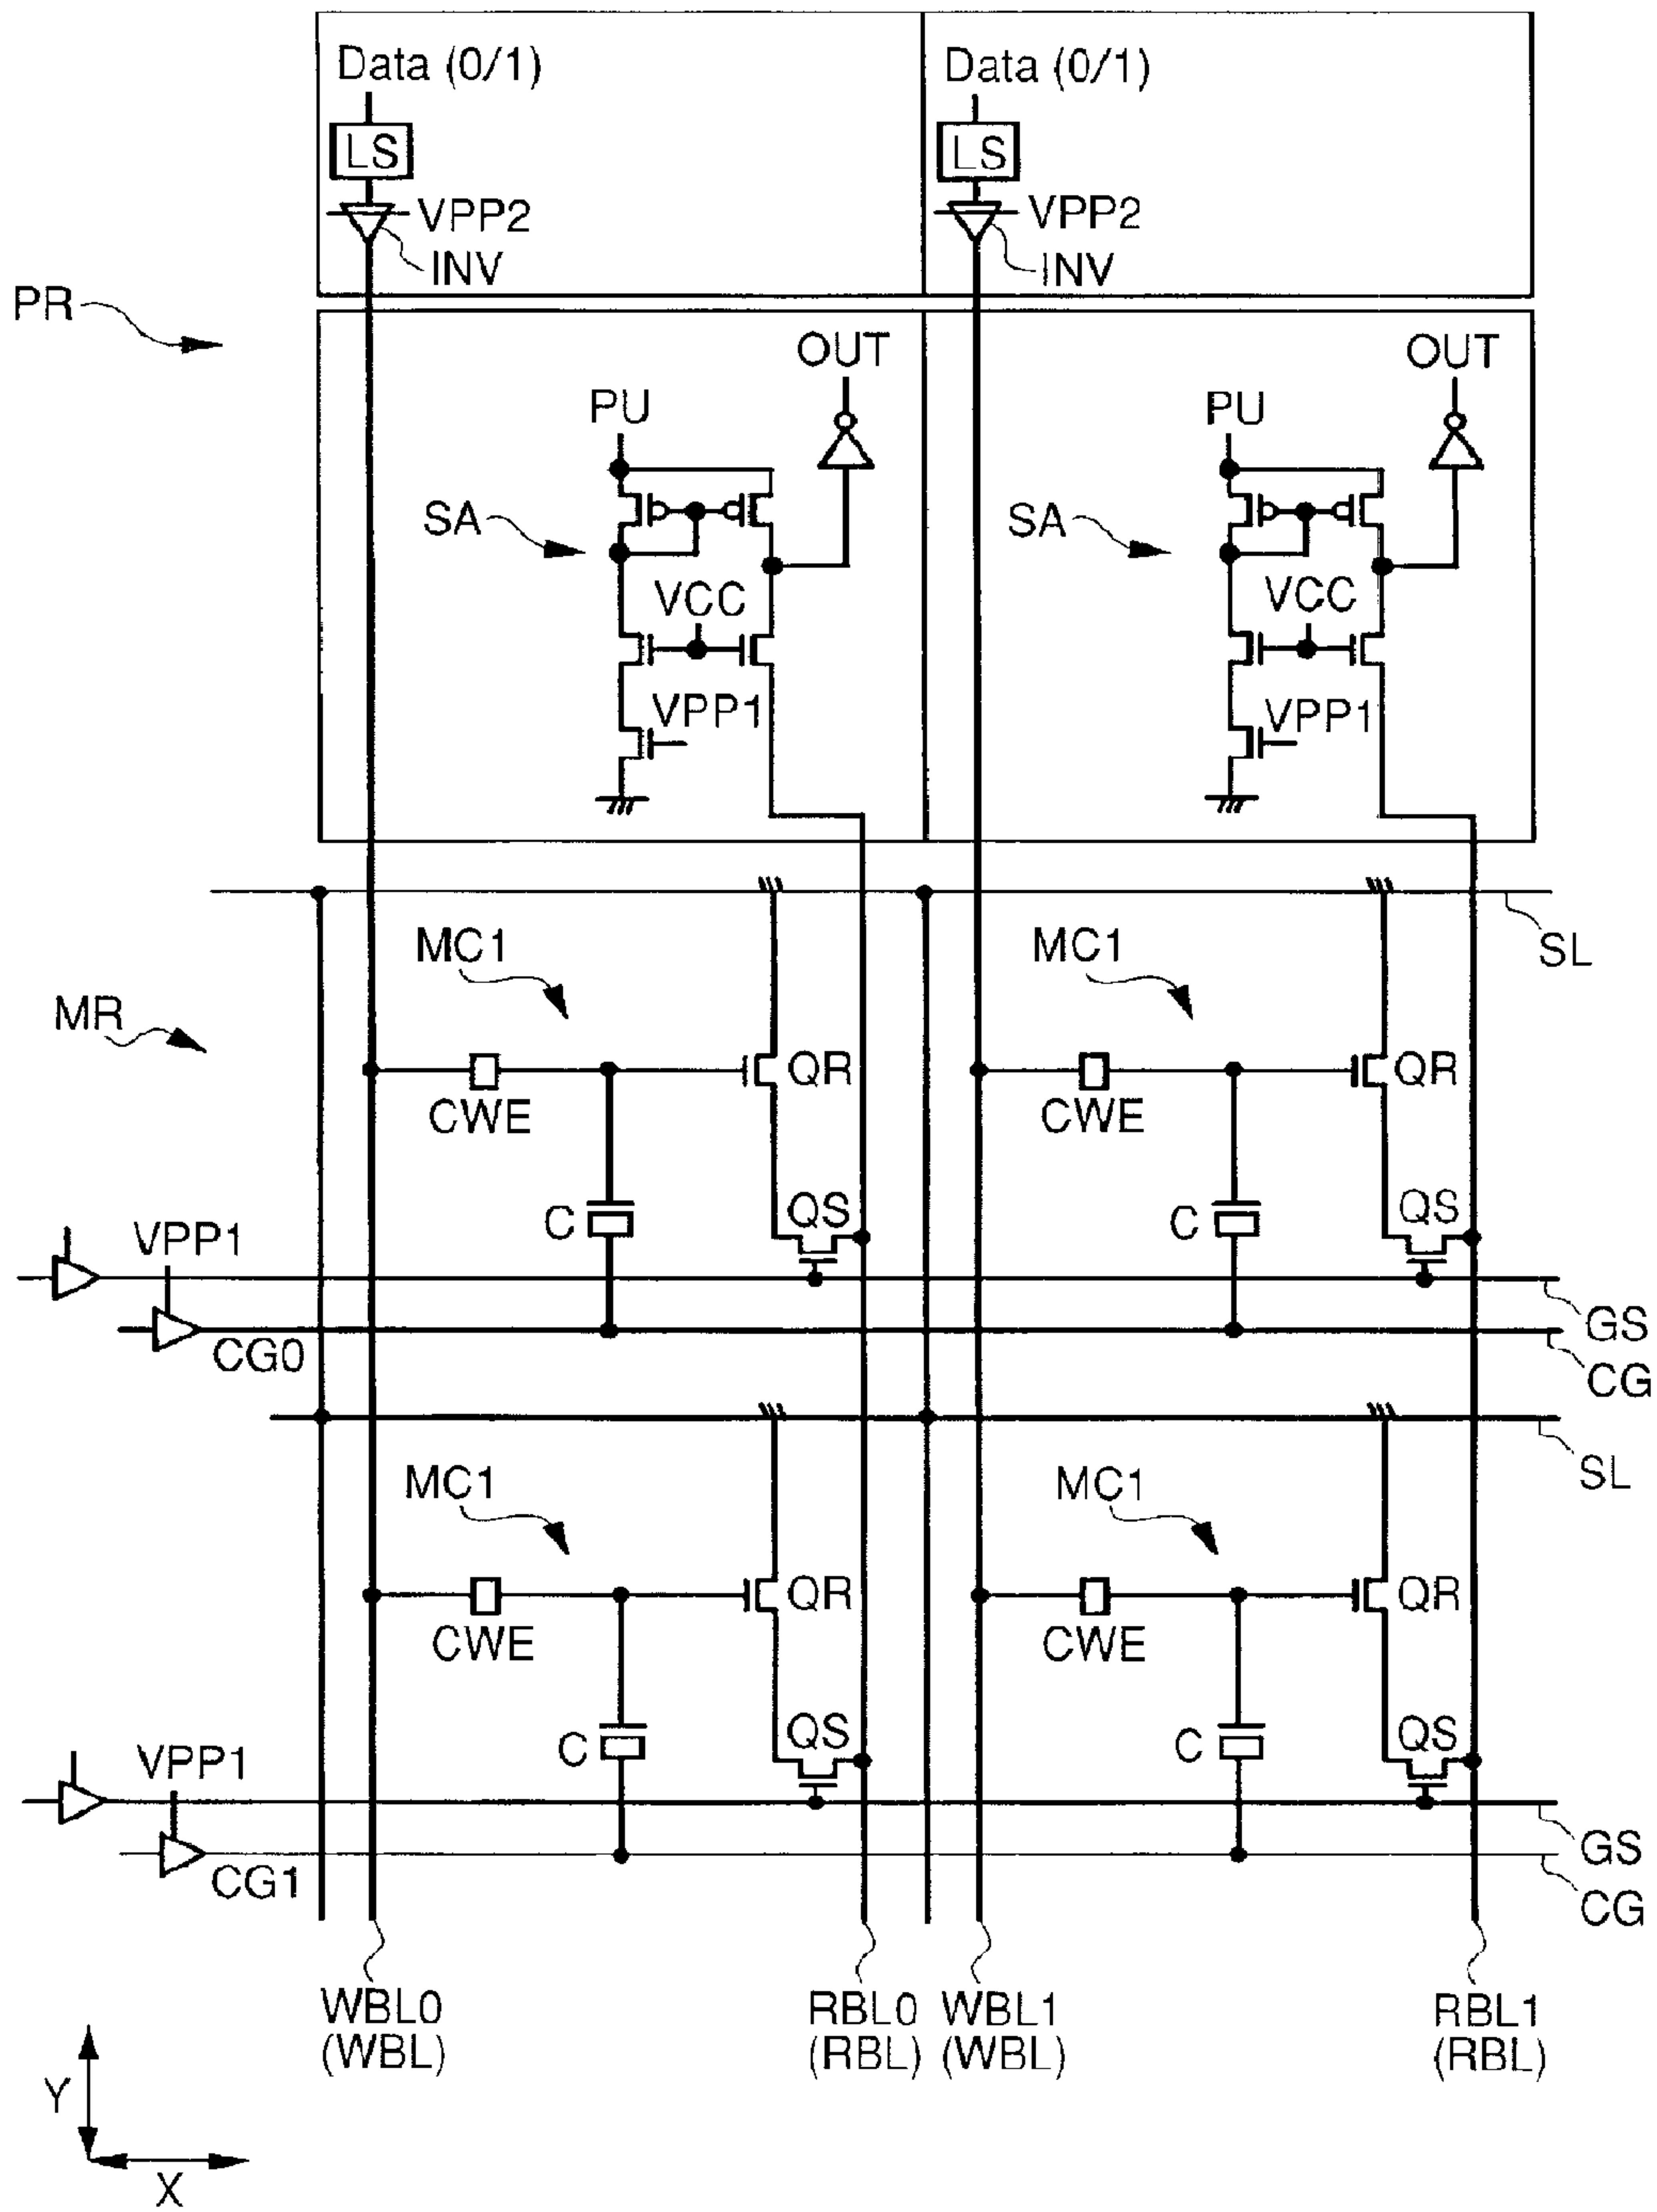 Data (0/1) Data (0/1)
LS LS
VPP2 VPP2
INV INV
PR
OUT OUT
PU PU
SA SA
VCC VCC
VPP1 VPP1
MC1 MC1
SL
MR
QR QR
CWE CWE
QS QS
C C
VPP1
GS
CG0
CG
MC1 MC1
SL
QR QR
CWE CWE
QS QS
C C
VPP1
GS
CG1
CG
WBL0 RBL0 WBL1 RBL1
(WBL) (RBL) (WBL) (RBL)
Y
X